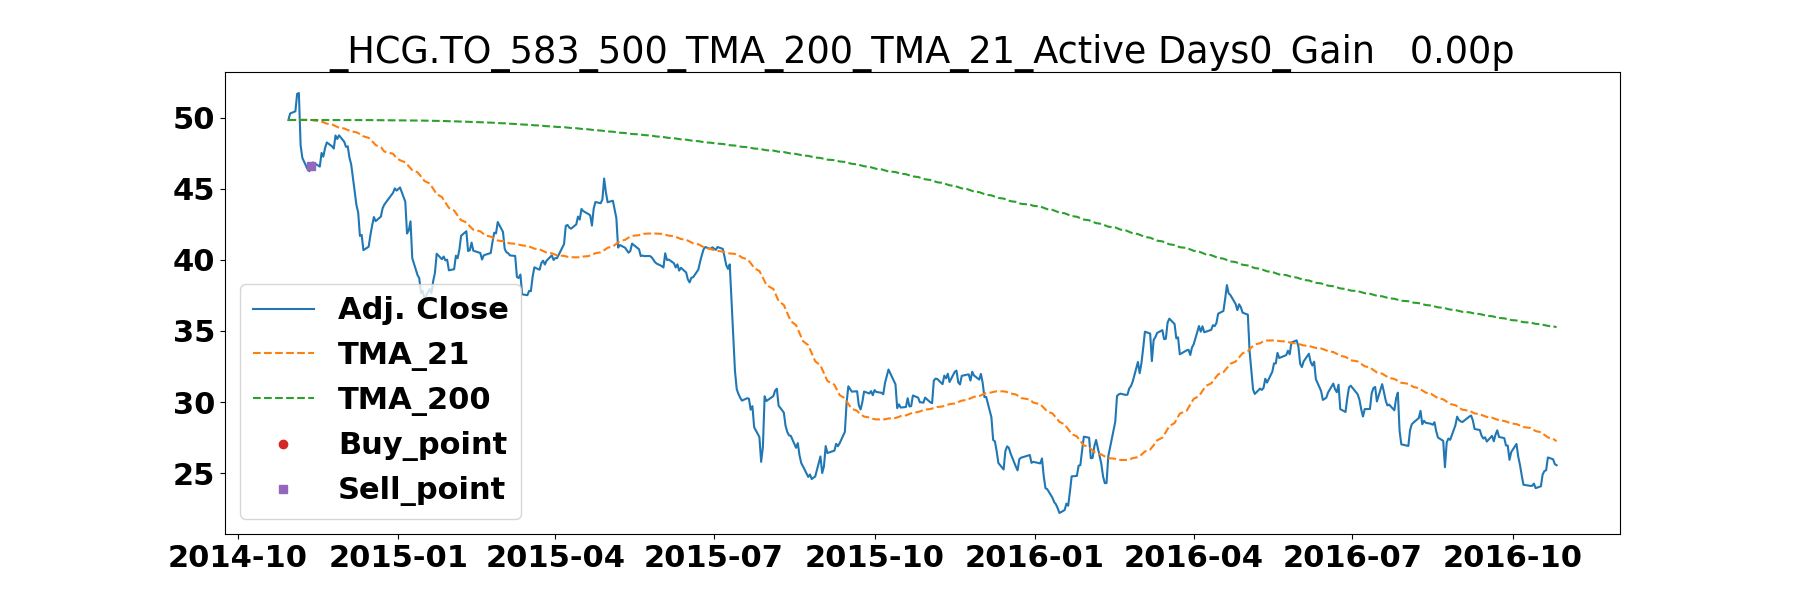 _HCG.TO_583_500_TMA_200_TMA_21_Active Days0_Gain   0.00p
50
45
40
35
30
25
Adj. Close
TMA_21
TMA_200
Buy_point
Sell_point
2014-10 2015-01 2015-04 2015-07 2015-10 2016-01 2016-04 2016-07 2016-10